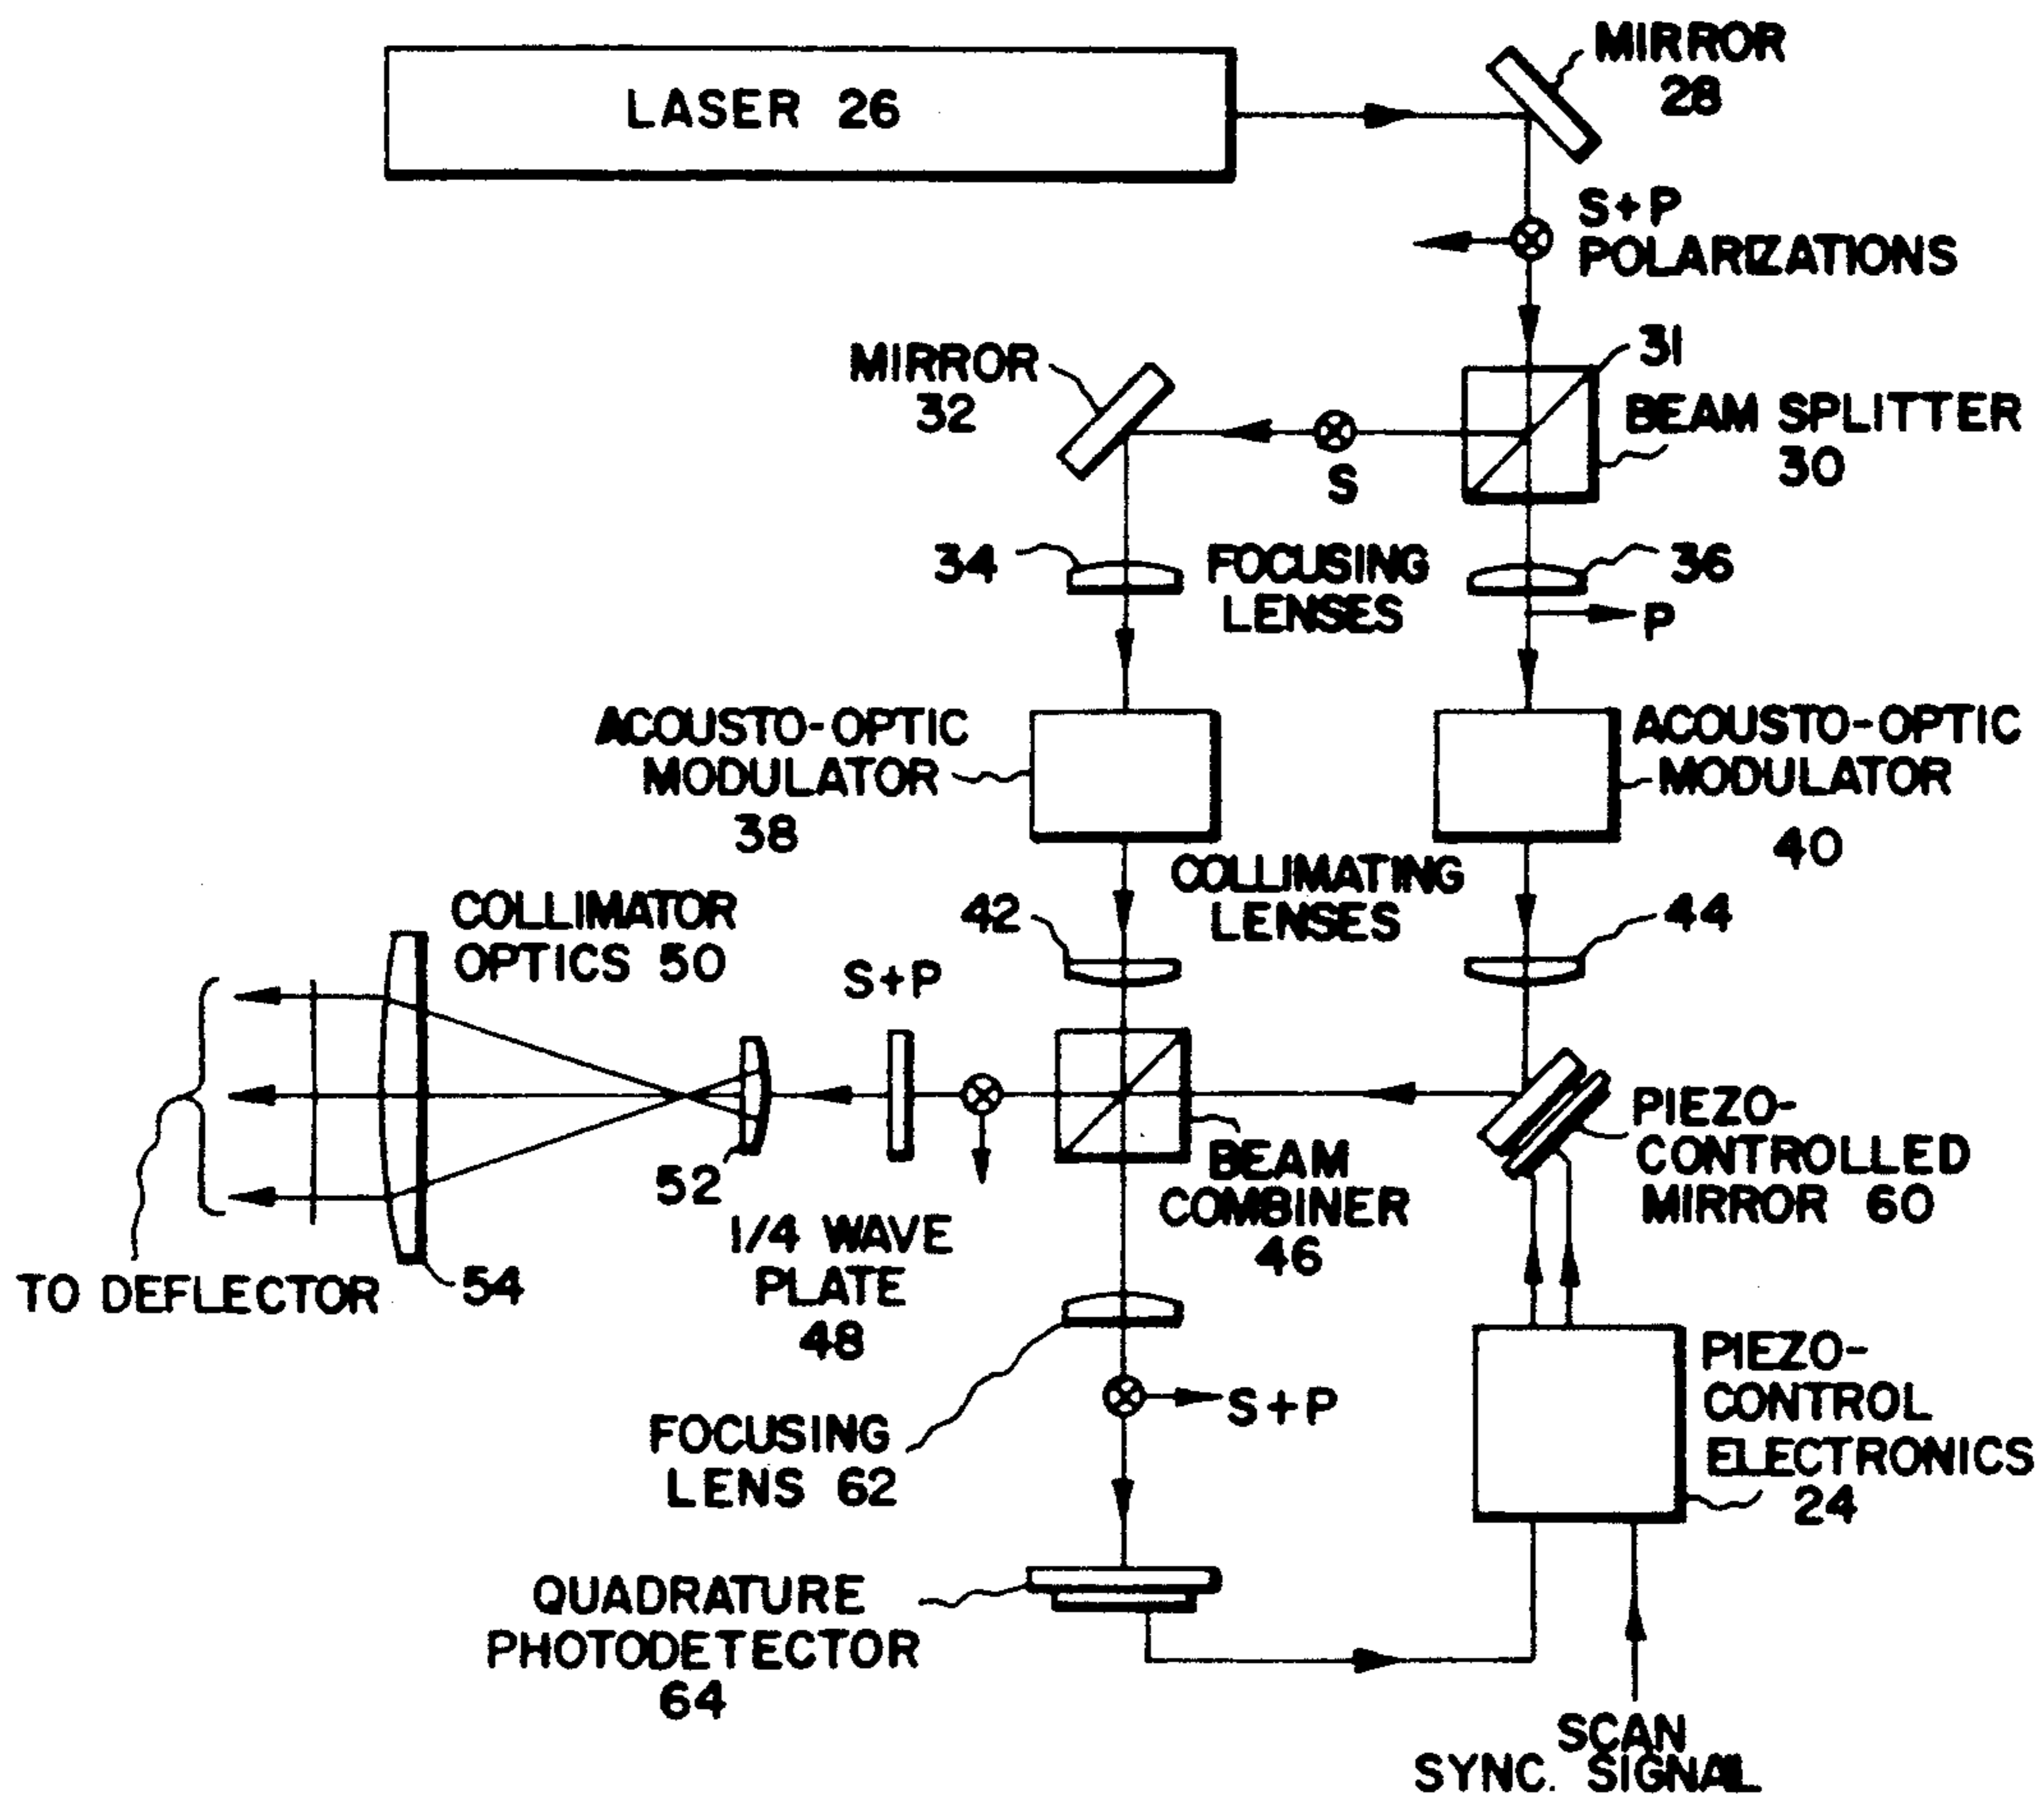 LASER 26
MIRROR
28
S+P
POLARIZATIONS
MIRROR
32
31
BEAM SPLITTER
30
S
34
FOCUSING
LENSES
36
P
ACOUSTO-OPTIC
MODULATOR
38
ACOUSTO-OPTIC
MODULATOR
40
COLLIMATING
LENSES
42
44
COLLIMATOR
OPTICS 50
S+P
52
1/4 WAVE
PLATE
48
BEAM
COMBINER
46
PIEZO-
CONTROLLED
MIRROR 60
TO DEFLECTOR
54
FOCUSING
LENS 62
S+P
PIEZO-
CONTROL
ELECTRONICS
24
QUADRATURE
PHOTODETECTOR
64
SCAN
SYNC. SIGNAL